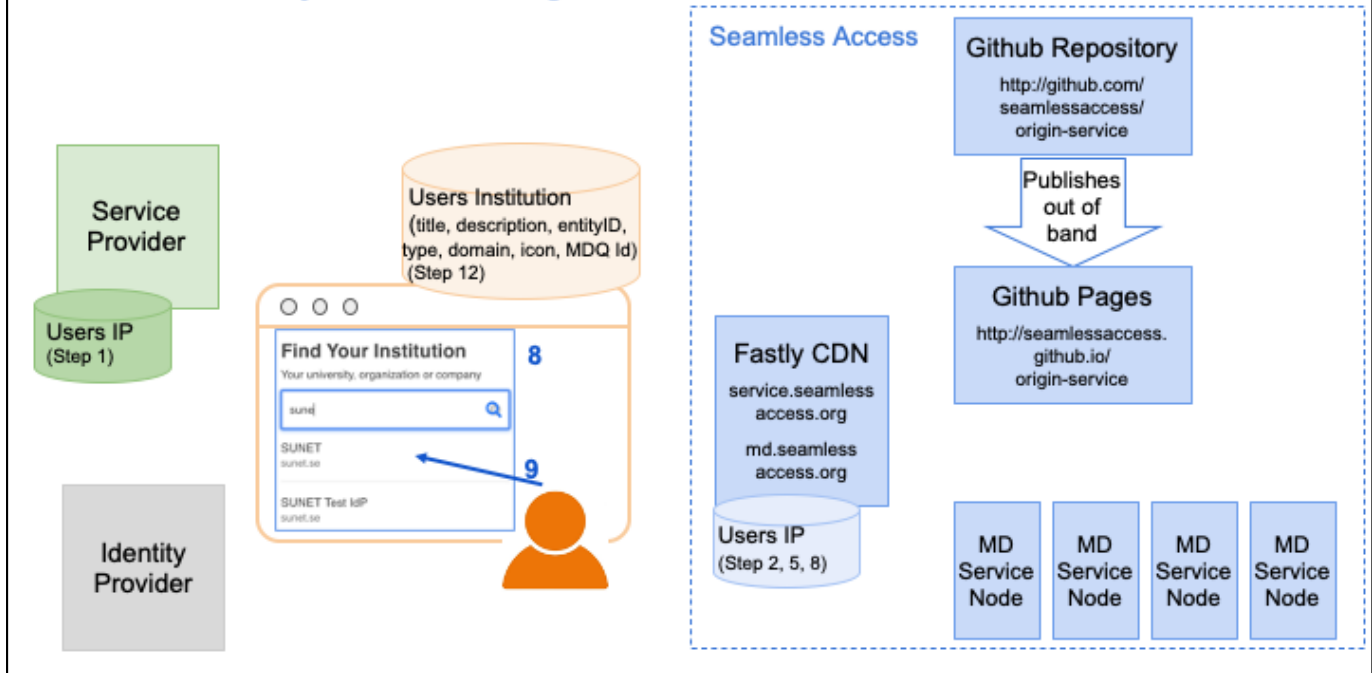 Seamless Access
Github Repository
http://github.com/
seamlessaccess/
origin-service
Publishes
out of
band
Github Pages
http://seamlessaccess.
github.io/
origin-service
Service
Provider
Users IP
(Step 1)
Users Institution
(title, description, entityID,
type, domain, icon, MDQ Id)
(Step 12)
Find Your Institution
Your university, organization or company
sune
SUNET
sunet.se
SUNET Test IdP
sunet.se
8
9
Identity
Provider
Fastly CDN
service.seamless
access.org
md.seamless
access.org
Users IP
(Step 2, 5, 8)
MD
Service
Node
MD
Service
Node
MD
Service
Node
MD
Service
Node